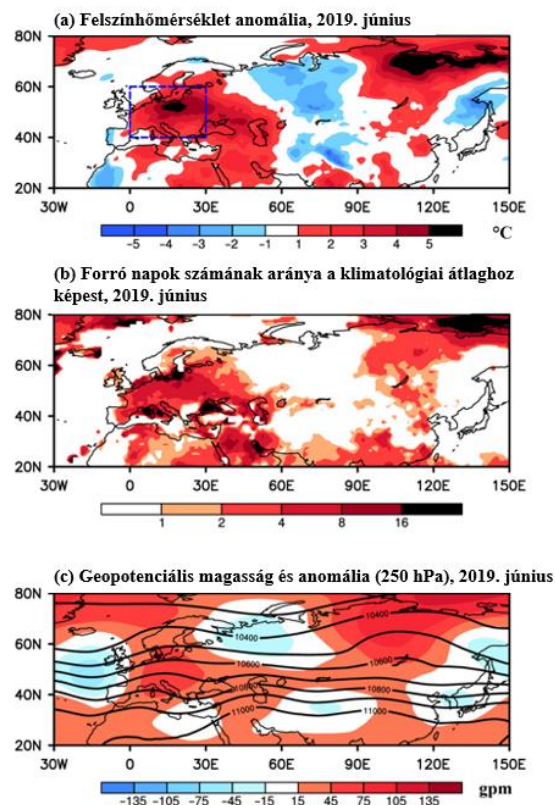 (a) Felszínhőmérséklet anomália, 2019. június
80N
60N
40N
20N
30W 0 30E 60E 90E 120E 150E
-5 -4 -3 -2 -1 1 2 3 4 5 °C
(b) Forró napok számának aránya a klimatológiai átlaghoz
képest, 2019. június
80N
60N
40N
20N
30W 0 30E 60E 90E 120E 150E
1 2 4 8 16
(c) Geopotenciális magasság és anomália (250 hPa), 2019. június
80N
10400
10400
60N
10600
10600
10800
10800
40N
11000
11000
20N
30W 0 30E 60E 90E 120E 150E
-135 -105 -75 -45 -15 15 45 75 105 135 gpm